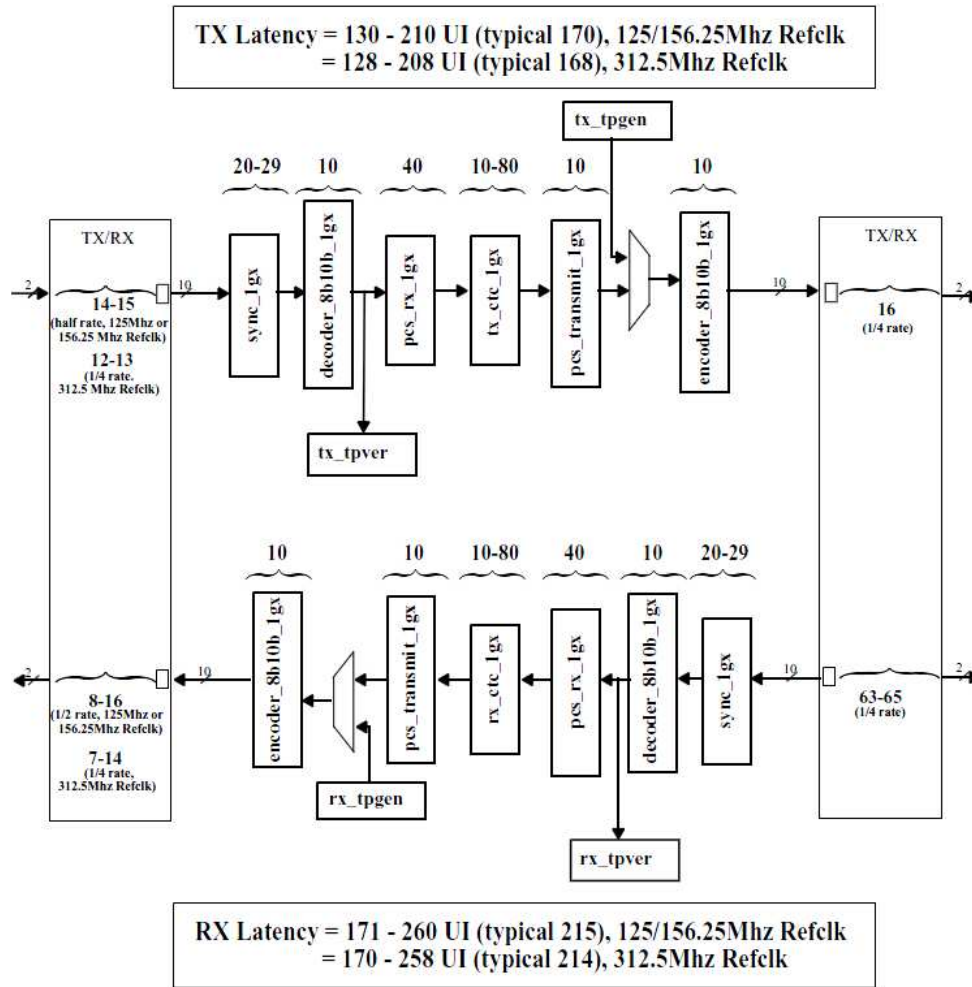 TX Latency = 130 - 210 UI (typical 170), 125/156.25Mhz Refclk
= 128 - 208 UI (typical 168), 312.5Mhz Refclk
tx_tpgen
20-29
10
40
10-80
10
10
TX/RX
TX/RX
2
14-15
(half rate, 125Mhz or
156.25 Mhz Refclk)
12-13
(1/4 rate.
312.5 Mhz Refclk)
10
sync_1gx
decoder_8b10b_1gx
pcs_rx_1gx
tx_ctc_1gx
pcs_transmit_1gx
encoder_8b10b_1gx
10
16
(1/4 rate)
2
tx_tpver
10
10
10-80
40
10
20-29
2
8-16
(1/2 rate, 125Mhz or
156.25Mhz Refclk)
7-14
(1/4 rate,
312.5Mhz Refclk)
10
encoder_8b10b_1gx
pcs_transmit_1gx
rx_ctc_1gx
pcs_rx_1gx
decoder_8b10b_1gx
sync_1gx
10
63-65
(1/4 rate)
2
rx_tpgen
rx_tpver
RX Latency = 171 - 260 UI (typical 215), 125/156.25Mhz Refclk
= 170 - 258 UI (typical 214), 312.5Mhz Refclk